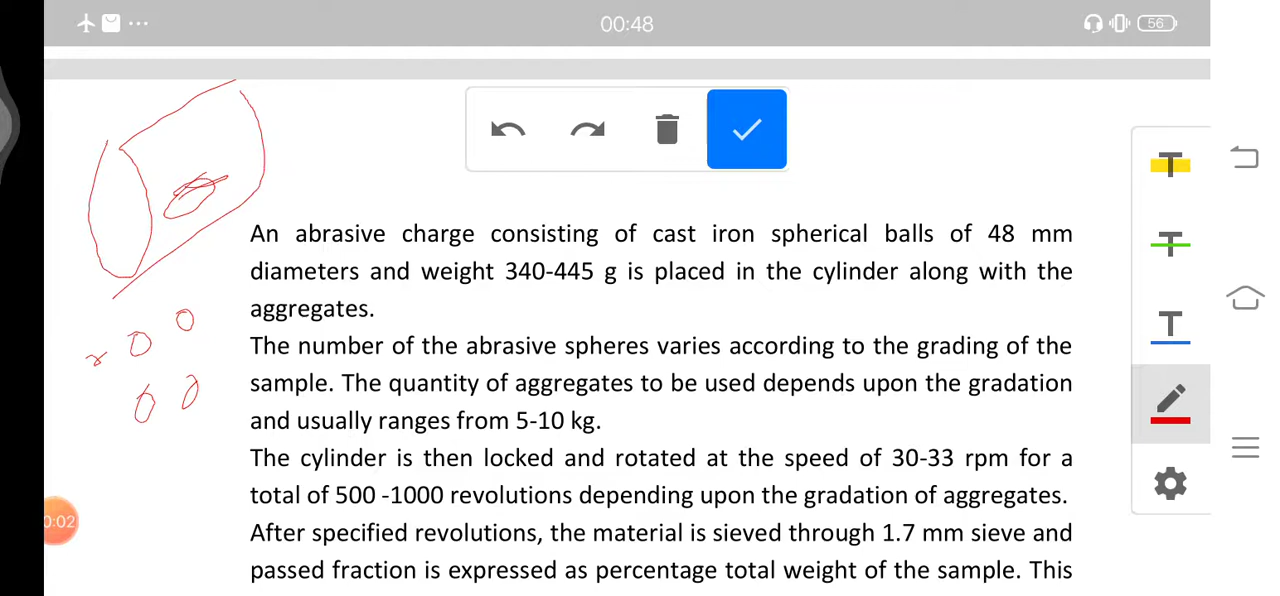 00:48
56
An abrasive charge consisting of cast iron spherical balls of 48 mm
diameters and weight 340-445 g is placed in the cylinder along with the
aggregates.
The number of the abrasive spheres varies according to the grading of the
sample. The quantity of aggregates to be used depends upon the gradation
and usually ranges from 5-10 kg.
The cylinder is then locked and rotated at the speed of 30-33 rpm for a
total of 500 -1000 revolutions depending upon the gradation of aggregates.
0:02
After specified revolutions, the material is sieved through 1.7 mm sieve and
passed fraction is expressed as percentage total weight of the sample. This